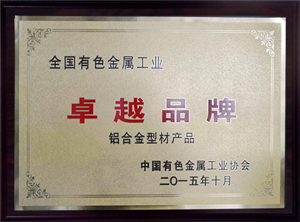 全国有色金属工业
卓越品牌
铝合金型材产品
中国有色金属工业协会
二〇一五年十月